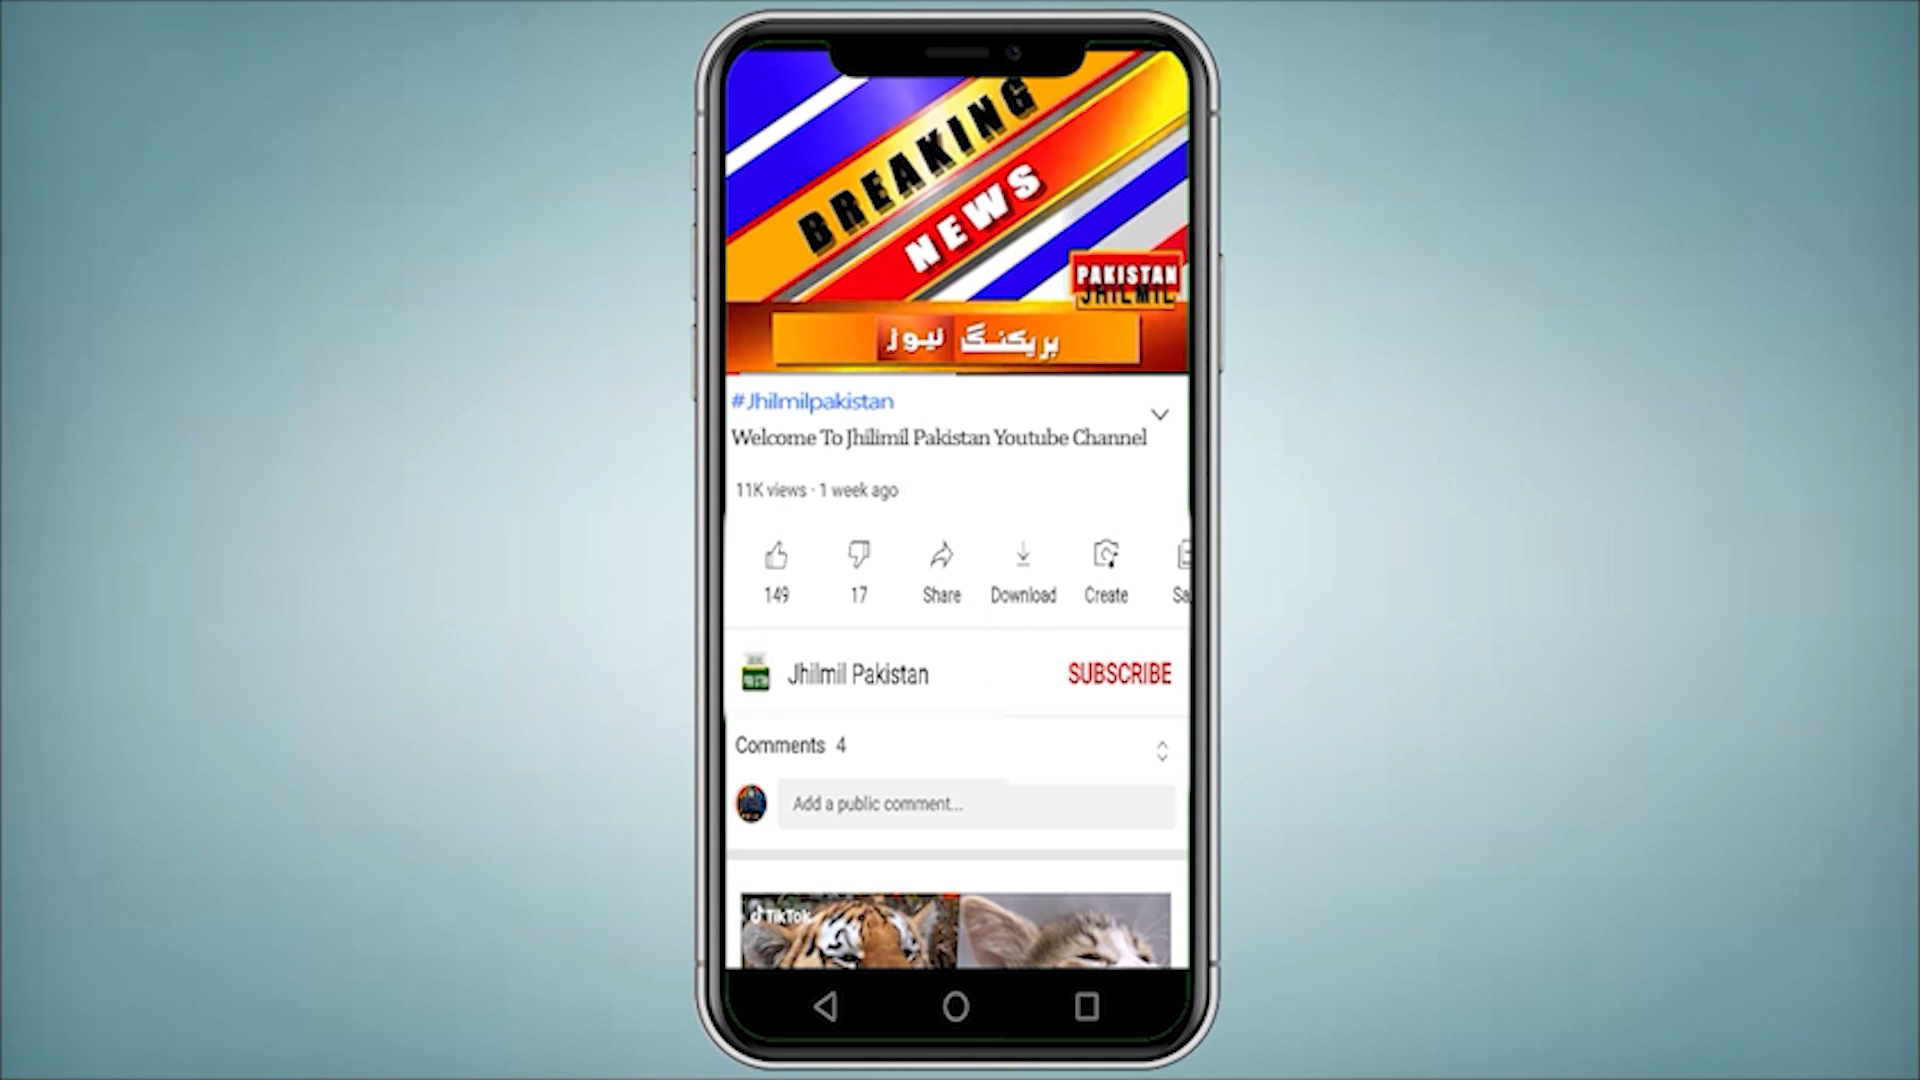 BREAKING
NEWS
PAKISTAN
JHILMIL
بریکنگ نیوز
#Jhilmilpakistan
Welcome To Jhilimil Pakistan Youtube Channel
11K views · 1 week ago
149 17 Share Download Create Sa
Jhilmil Pakistan SUBSCRIBE
Comments 4
Add a public comment...
TikTok